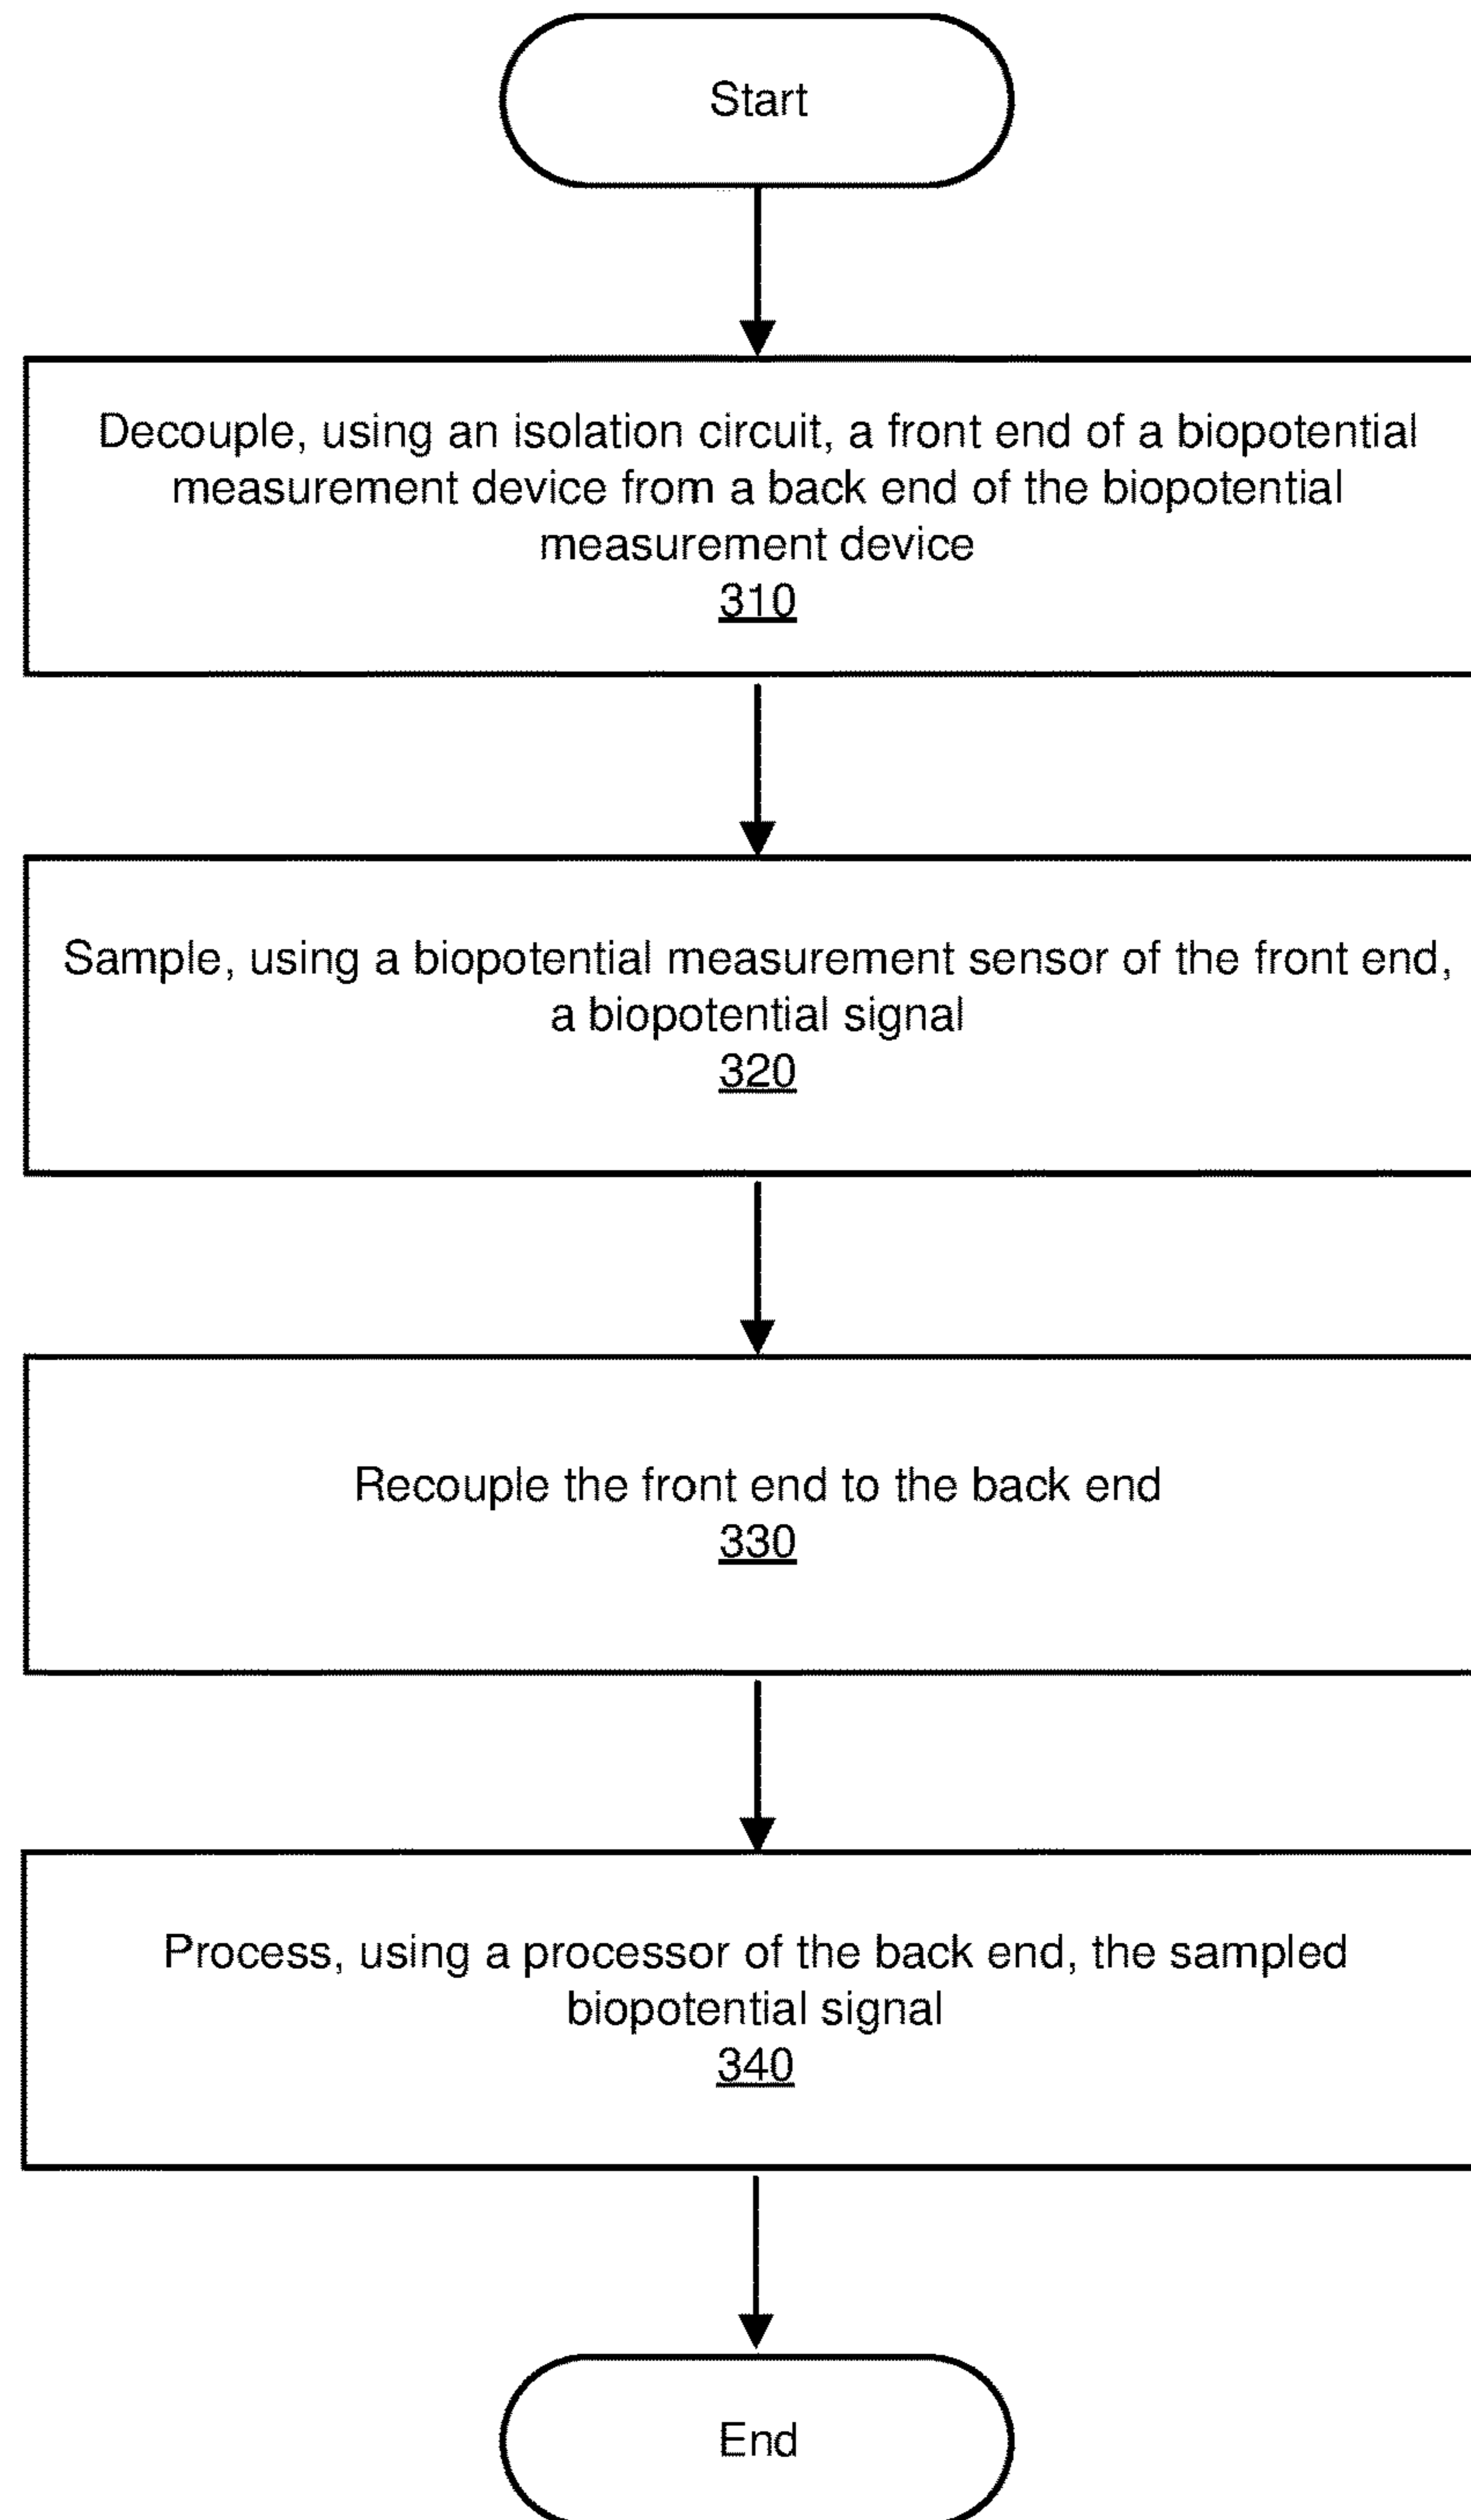 Start
Decouple, using an isolation circuit, a front end of a biopotential
measurement device from a back end of the biopotential
measurement device
310
Sample, using a biopotential measurement sensor of the front end,
a biopotential signal
320
Recouple the front end to the back end
330
Process, using a processor of the back end, the sampled
biopotential signal
340
End